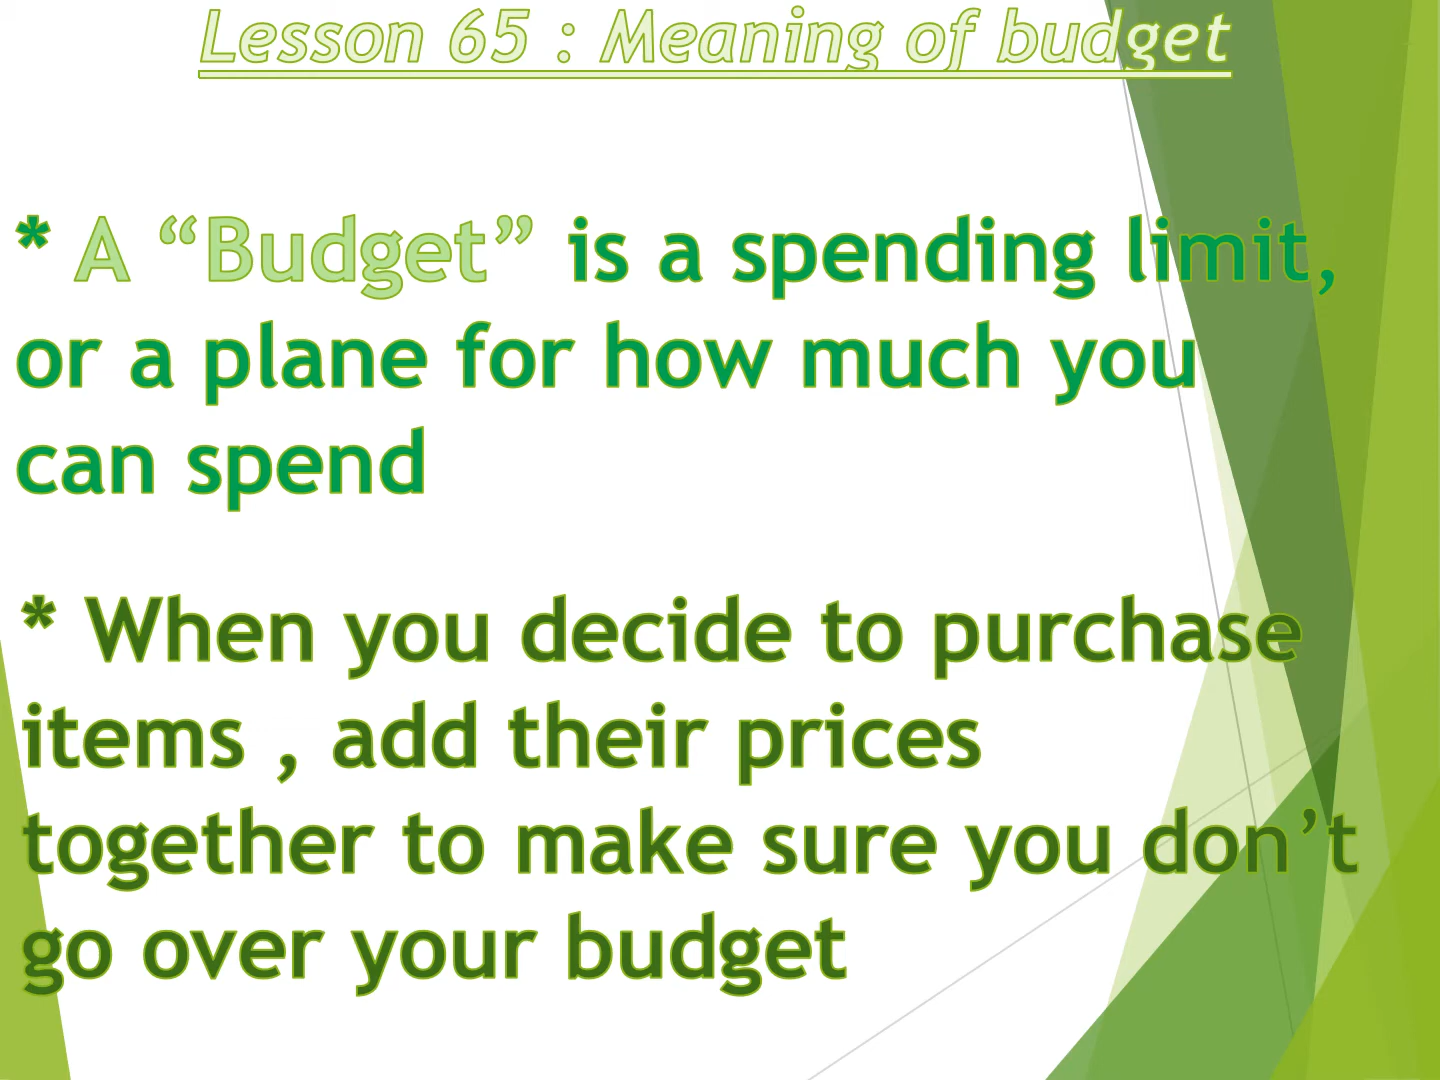 Lesson 65 : Meaning of budget
* A “Budget” is a spending limit,
or a plane for how much you
can spend
* When you decide to purchase
items , add their prices
together to make sure you don’t
go over your budget